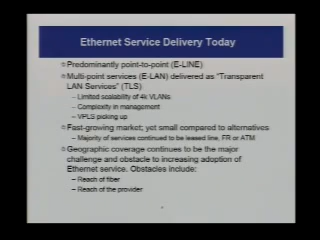 Ethernet Service Delivery Today
Predominantly point-to-point (E-LINE)
Multi-point services (E-LAN) delivered as "Transparent
LAN Services" (TLS)
– Limited scalability of 4k VLANs
– Complexity in management
– VPLS picking up
Fast-growing market; yet small compared to alternatives
– Majority of services continued to be leased line, FR or ATM
Geographic coverage continues to be the major
challenge and obstacle to increasing adoption of
Ethernet service. Obstacles include:
– Reach of fiber
– Reach of the provider